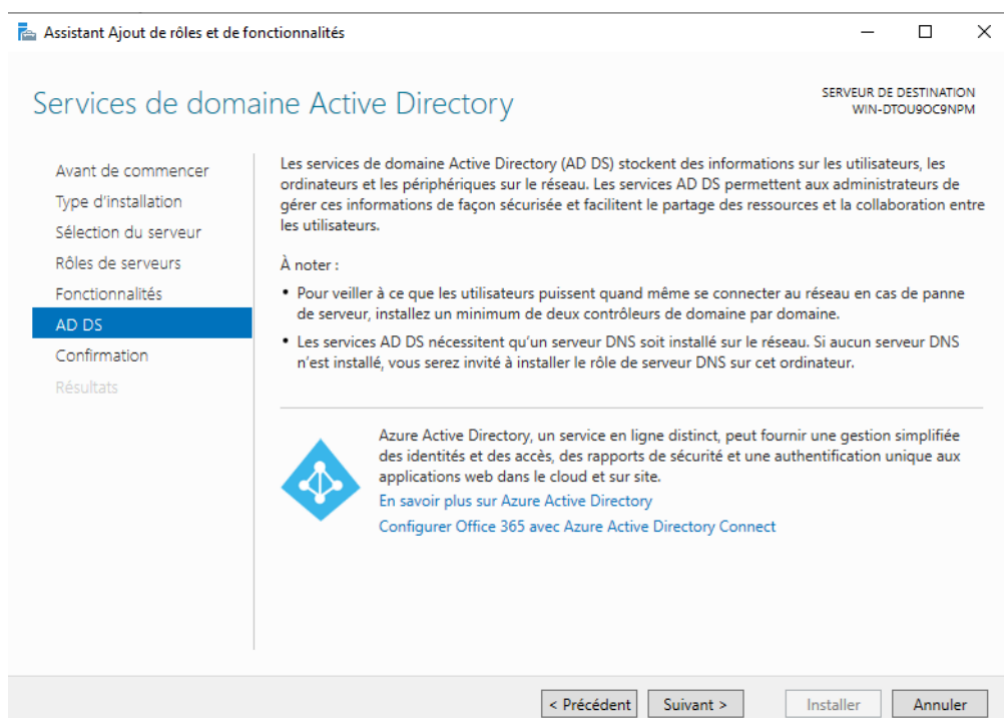 Assistant Ajout de rôles et de fonctionnalités
Services de domaine Active Directory
SERVEUR DE DESTINATION
WIN-DTOU9OC9NPM
Avant de commencer
Type d'installation
Sélection du serveur
Rôles de serveurs
Fonctionnalités
AD DS
Confirmation
Résultats
Les services de domaine Active Directory (AD DS) stockent des informations sur les utilisateurs, les
ordinateurs et les périphériques sur le réseau. Les services AD DS permettent aux administrateurs de
gérer ces informations de façon sécurisée et facilitent le partage des ressources et la collaboration entre
les utilisateurs.
À noter :
• Pour veiller à ce que les utilisateurs puissent quand même se connecter au réseau en cas de panne
de serveur, installez un minimum de deux contrôleurs de domaine par domaine.
• Les services AD DS nécessitent qu'un serveur DNS soit installé sur le réseau. Si aucun serveur DNS
n'est installé, vous serez invité à installer le rôle de serveur DNS sur cet ordinateur.
Azure Active Directory, un service en ligne distinct, peut fournir une gestion simplifiée
des identités et des accès, des rapports de sécurité et une authentification unique aux
applications web dans le cloud et sur site.
En savoir plus sur Azure Active Directory
Configurer Office 365 avec Azure Active Directory Connect
< Précédent
Suivant >
Installer
Annuler